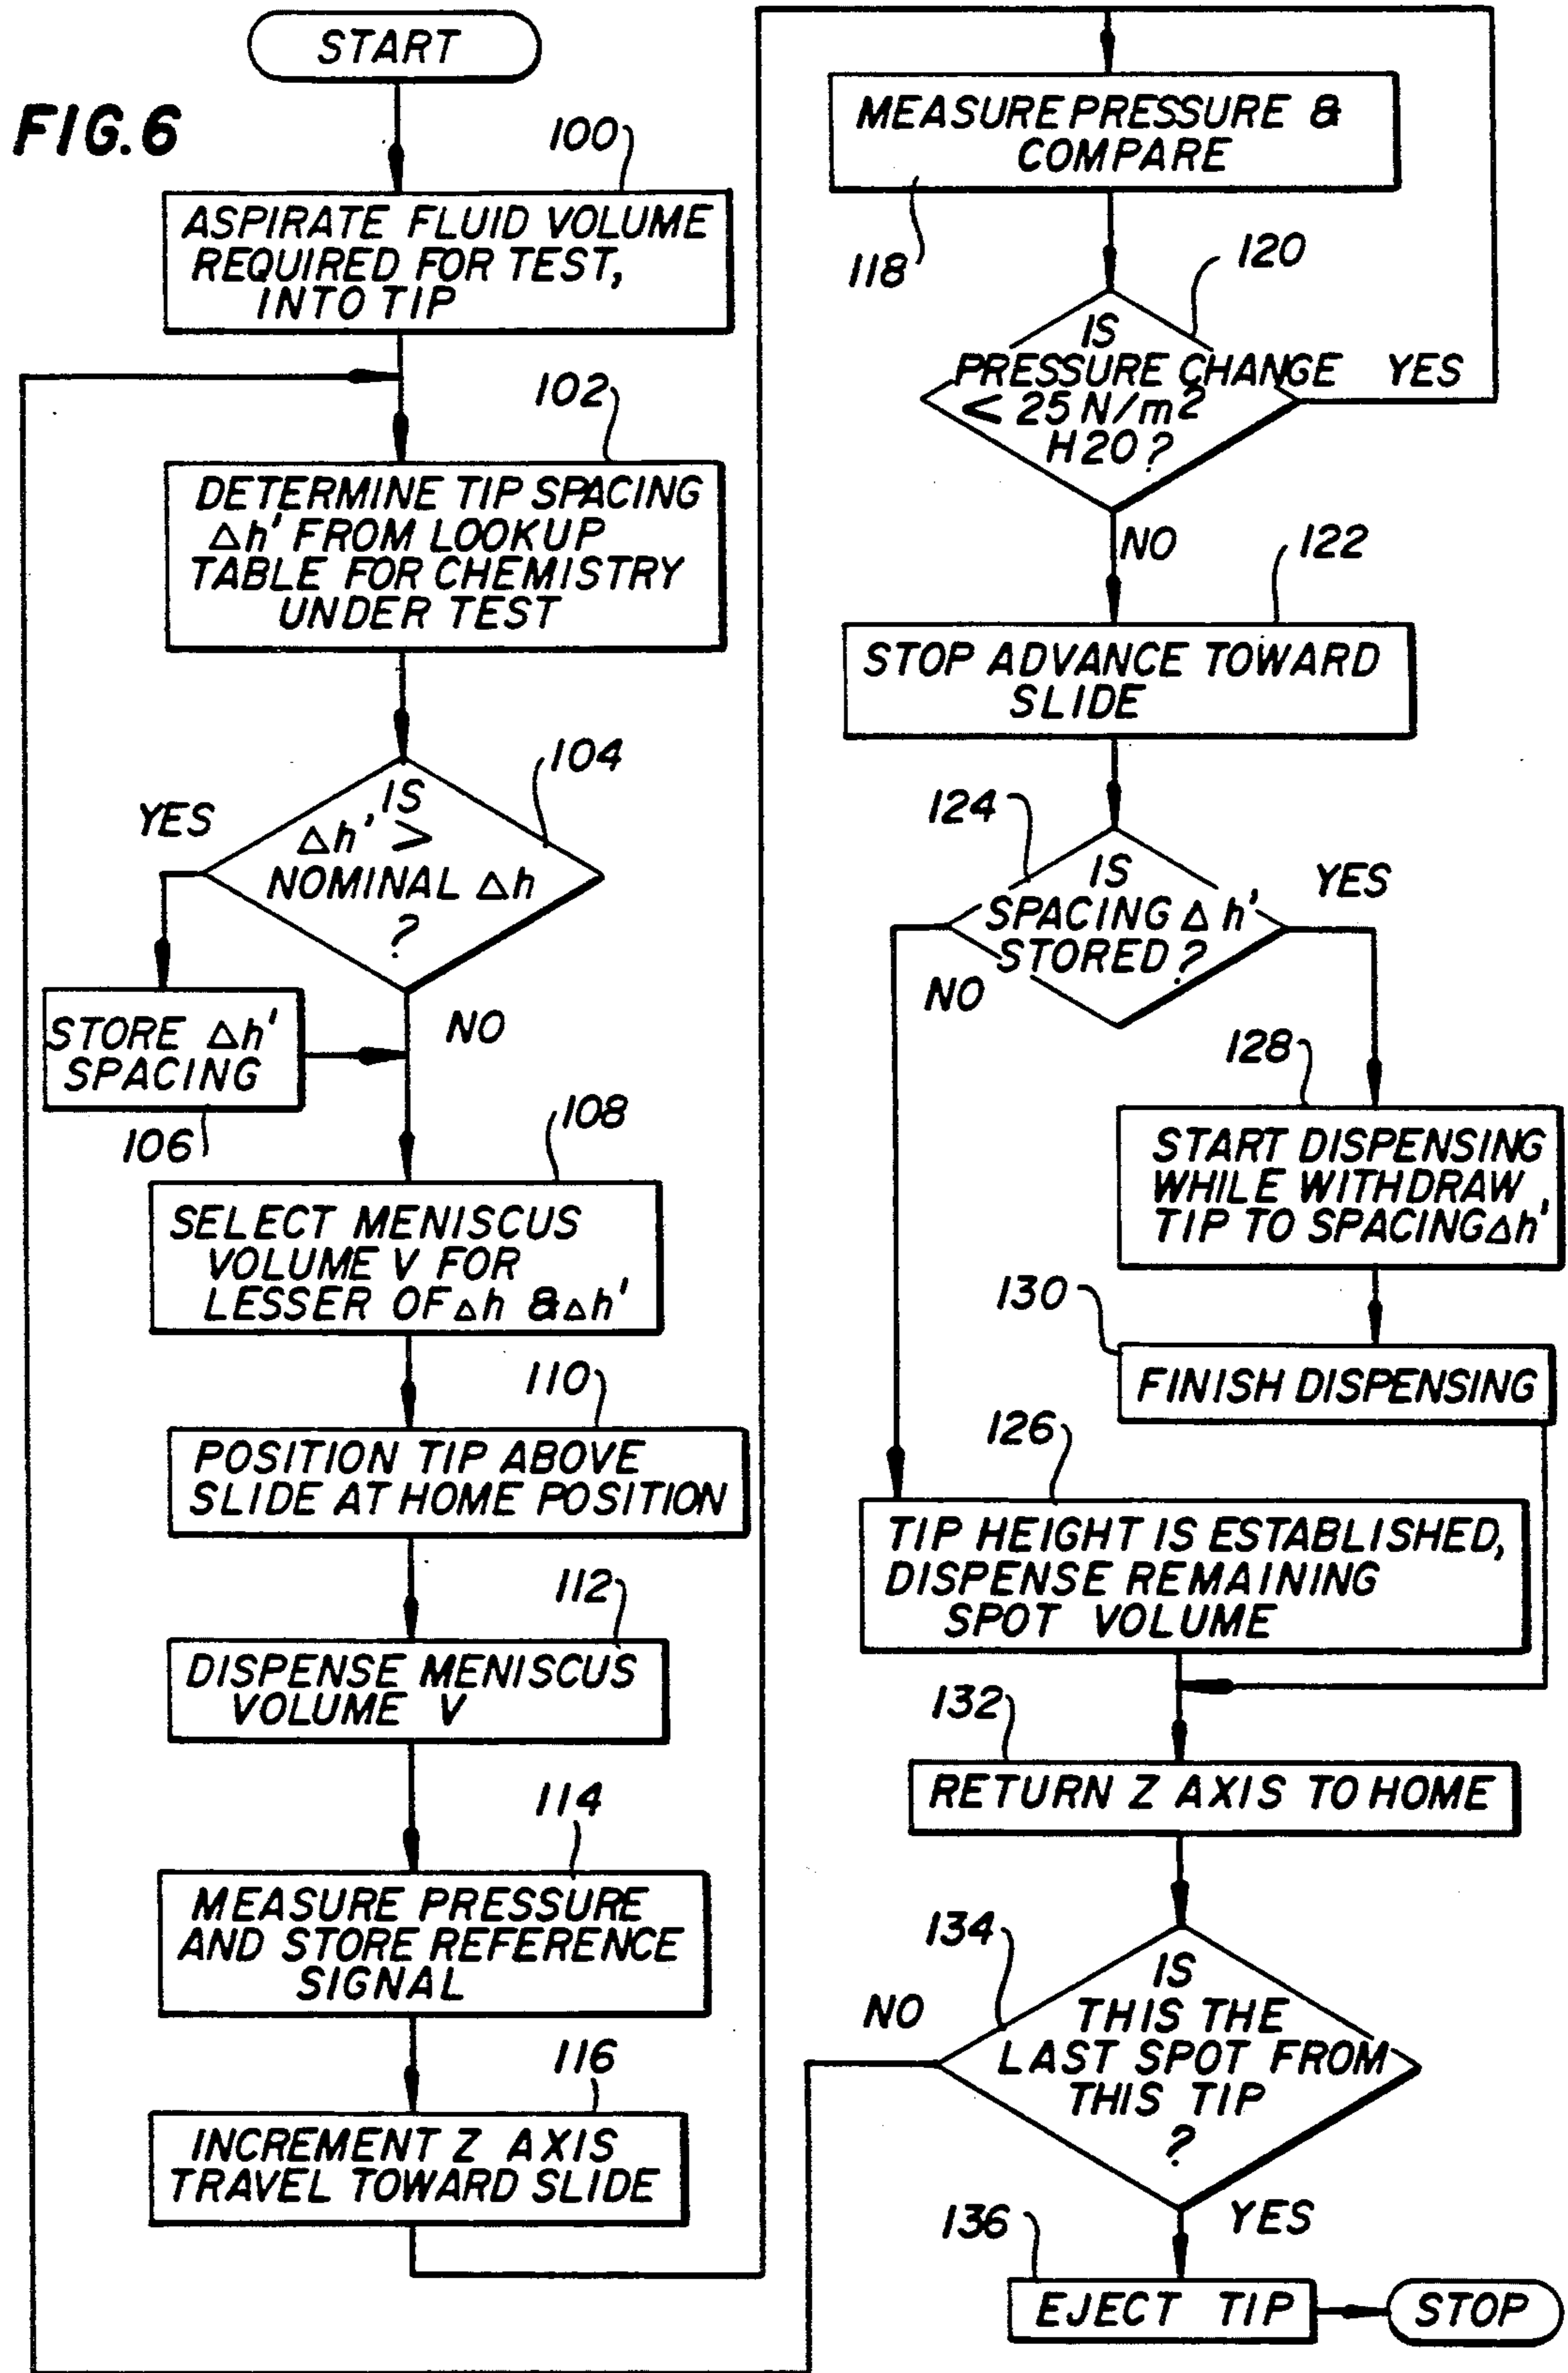 FIG.6
START
100
ASPIRATE FLUID VOLUME
REQUIRED FOR TEST,
INTO TIP
102
DETERMINE TIP SPACING
Δh' FROM LOOKUP
TABLE FOR CHEMISTRY
UNDER TEST
104
IS
Δh' >
NOMINAL Δh
?
YES
NO
STORE Δh'
SPACING
106
108
SELECT MENISCUS
VOLUME V FOR
LESSER OF Δh & Δh'
110
POSITION TIP ABOVE
SLIDE AT HOME POSITION
112
DISPENSE MENISCUS
VOLUME V
114
MEASURE PRESSURE
AND STORE REFERENCE
SIGNAL
116
INCREMENT Z AXIS
TRAVEL TOWARD SLIDE
MEASURE PRESSURE &
COMPARE
118
120
IS
PRESSURE CHANGE
< 25 N/m2
H20?
YES
NO
122
STOP ADVANCE TOWARD
SLIDE
124
IS
SPACING Δh'
STORED?
YES
NO
128
START DISPENSING
WHILE WITHDRAW
TIP TO SPACING Δh'
130
FINISH DISPENSING
126
TIP HEIGHT IS ESTABLISHED,
DISPENSE REMAINING
SPOT VOLUME
132
RETURN Z AXIS TO HOME
134
IS
THIS THE
LAST SPOT FROM
THIS TIP
?
NO
YES
136
EJECT TIP
STOP